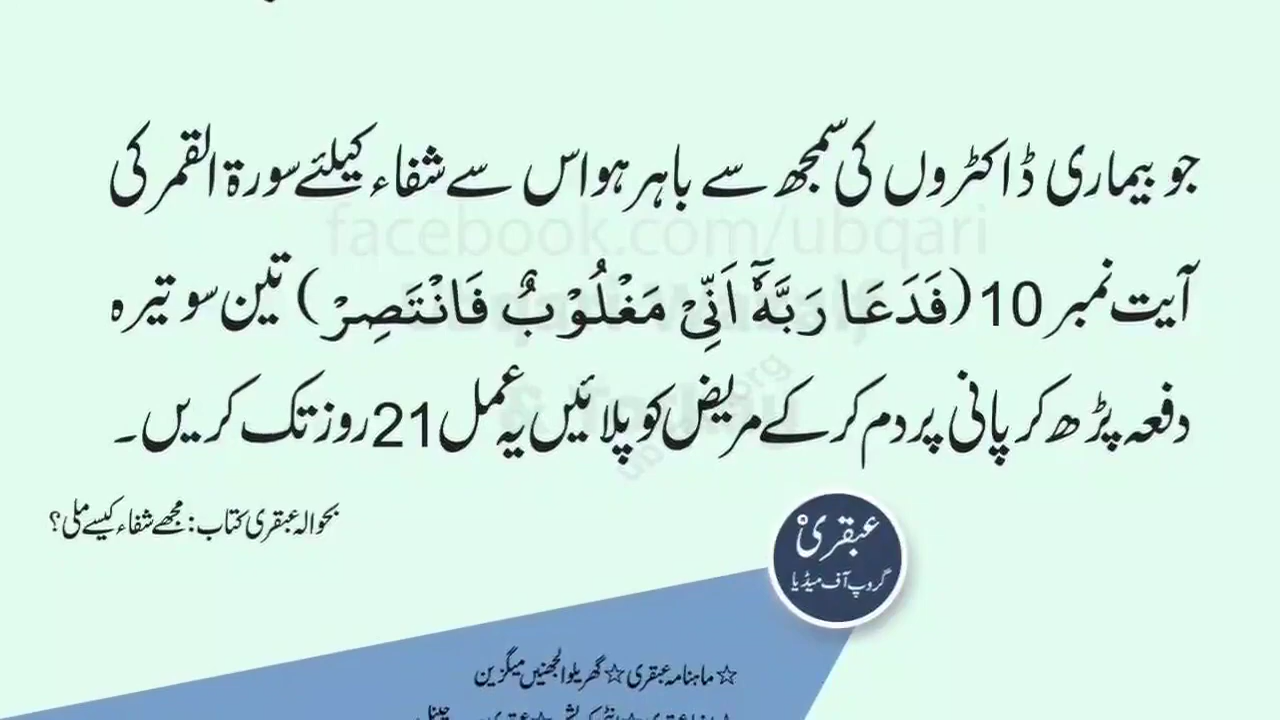 جو بیماری ڈاکٹروں کی سمجھ سے باہر ہو اس سے شفاء کیلئے سورۃ القمر کی
facebook.com/ubqari
آیت نمبر 10 (فَدَعَا رَبَّهٗٓ اَنِّیْ مَغْلُوْبٌ فَانْتَصِرْ) تین سو تیرہ
دفعہ پڑھ کر پانی پر دم کر کے مریض کو پلائیں یہ عمل 21 روز تک کریں۔
بحوالہ عبقری کتاب: مجھے شفاء کیسے ملی؟
عبقری
گروپ آف میڈیا
☆ ماہنامہ عبقری ☆ گھریلو الجھنیں میگزین